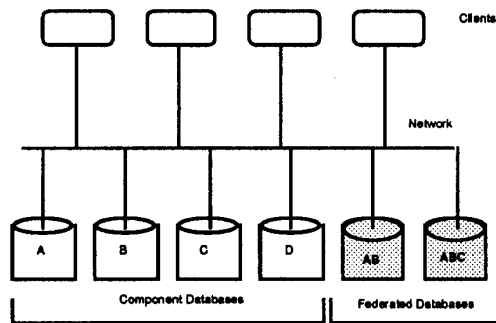 Clients
Network
A
B
C
D
AB
ABC
Component Databases
Federated Databases